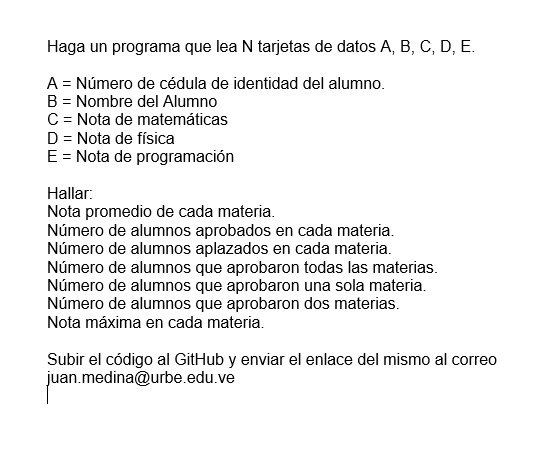 Haga un programa que lea N tarjetas de datos A, B, C, D, E.
A = Número de cédula de identidad del alumno.
B = Nombre del Alumno
C = Nota de matemáticas
D = Nota de física
E = Nota de programación
Hallar:
Nota promedio de cada materia.
Número de alumnos aprobados en cada materia.
Número de alumnos aplazados en cada materia.
Número de alumnos que aprobaron todas las materias.
Número de alumnos que aprobaron una sola materia.
Número de alumnos que aprobaron dos materias.
Nota máxima en cada materia.
Subir el código al GitHub y enviar el enlace del mismo al correo
juan.medina@urbe.edu.ve